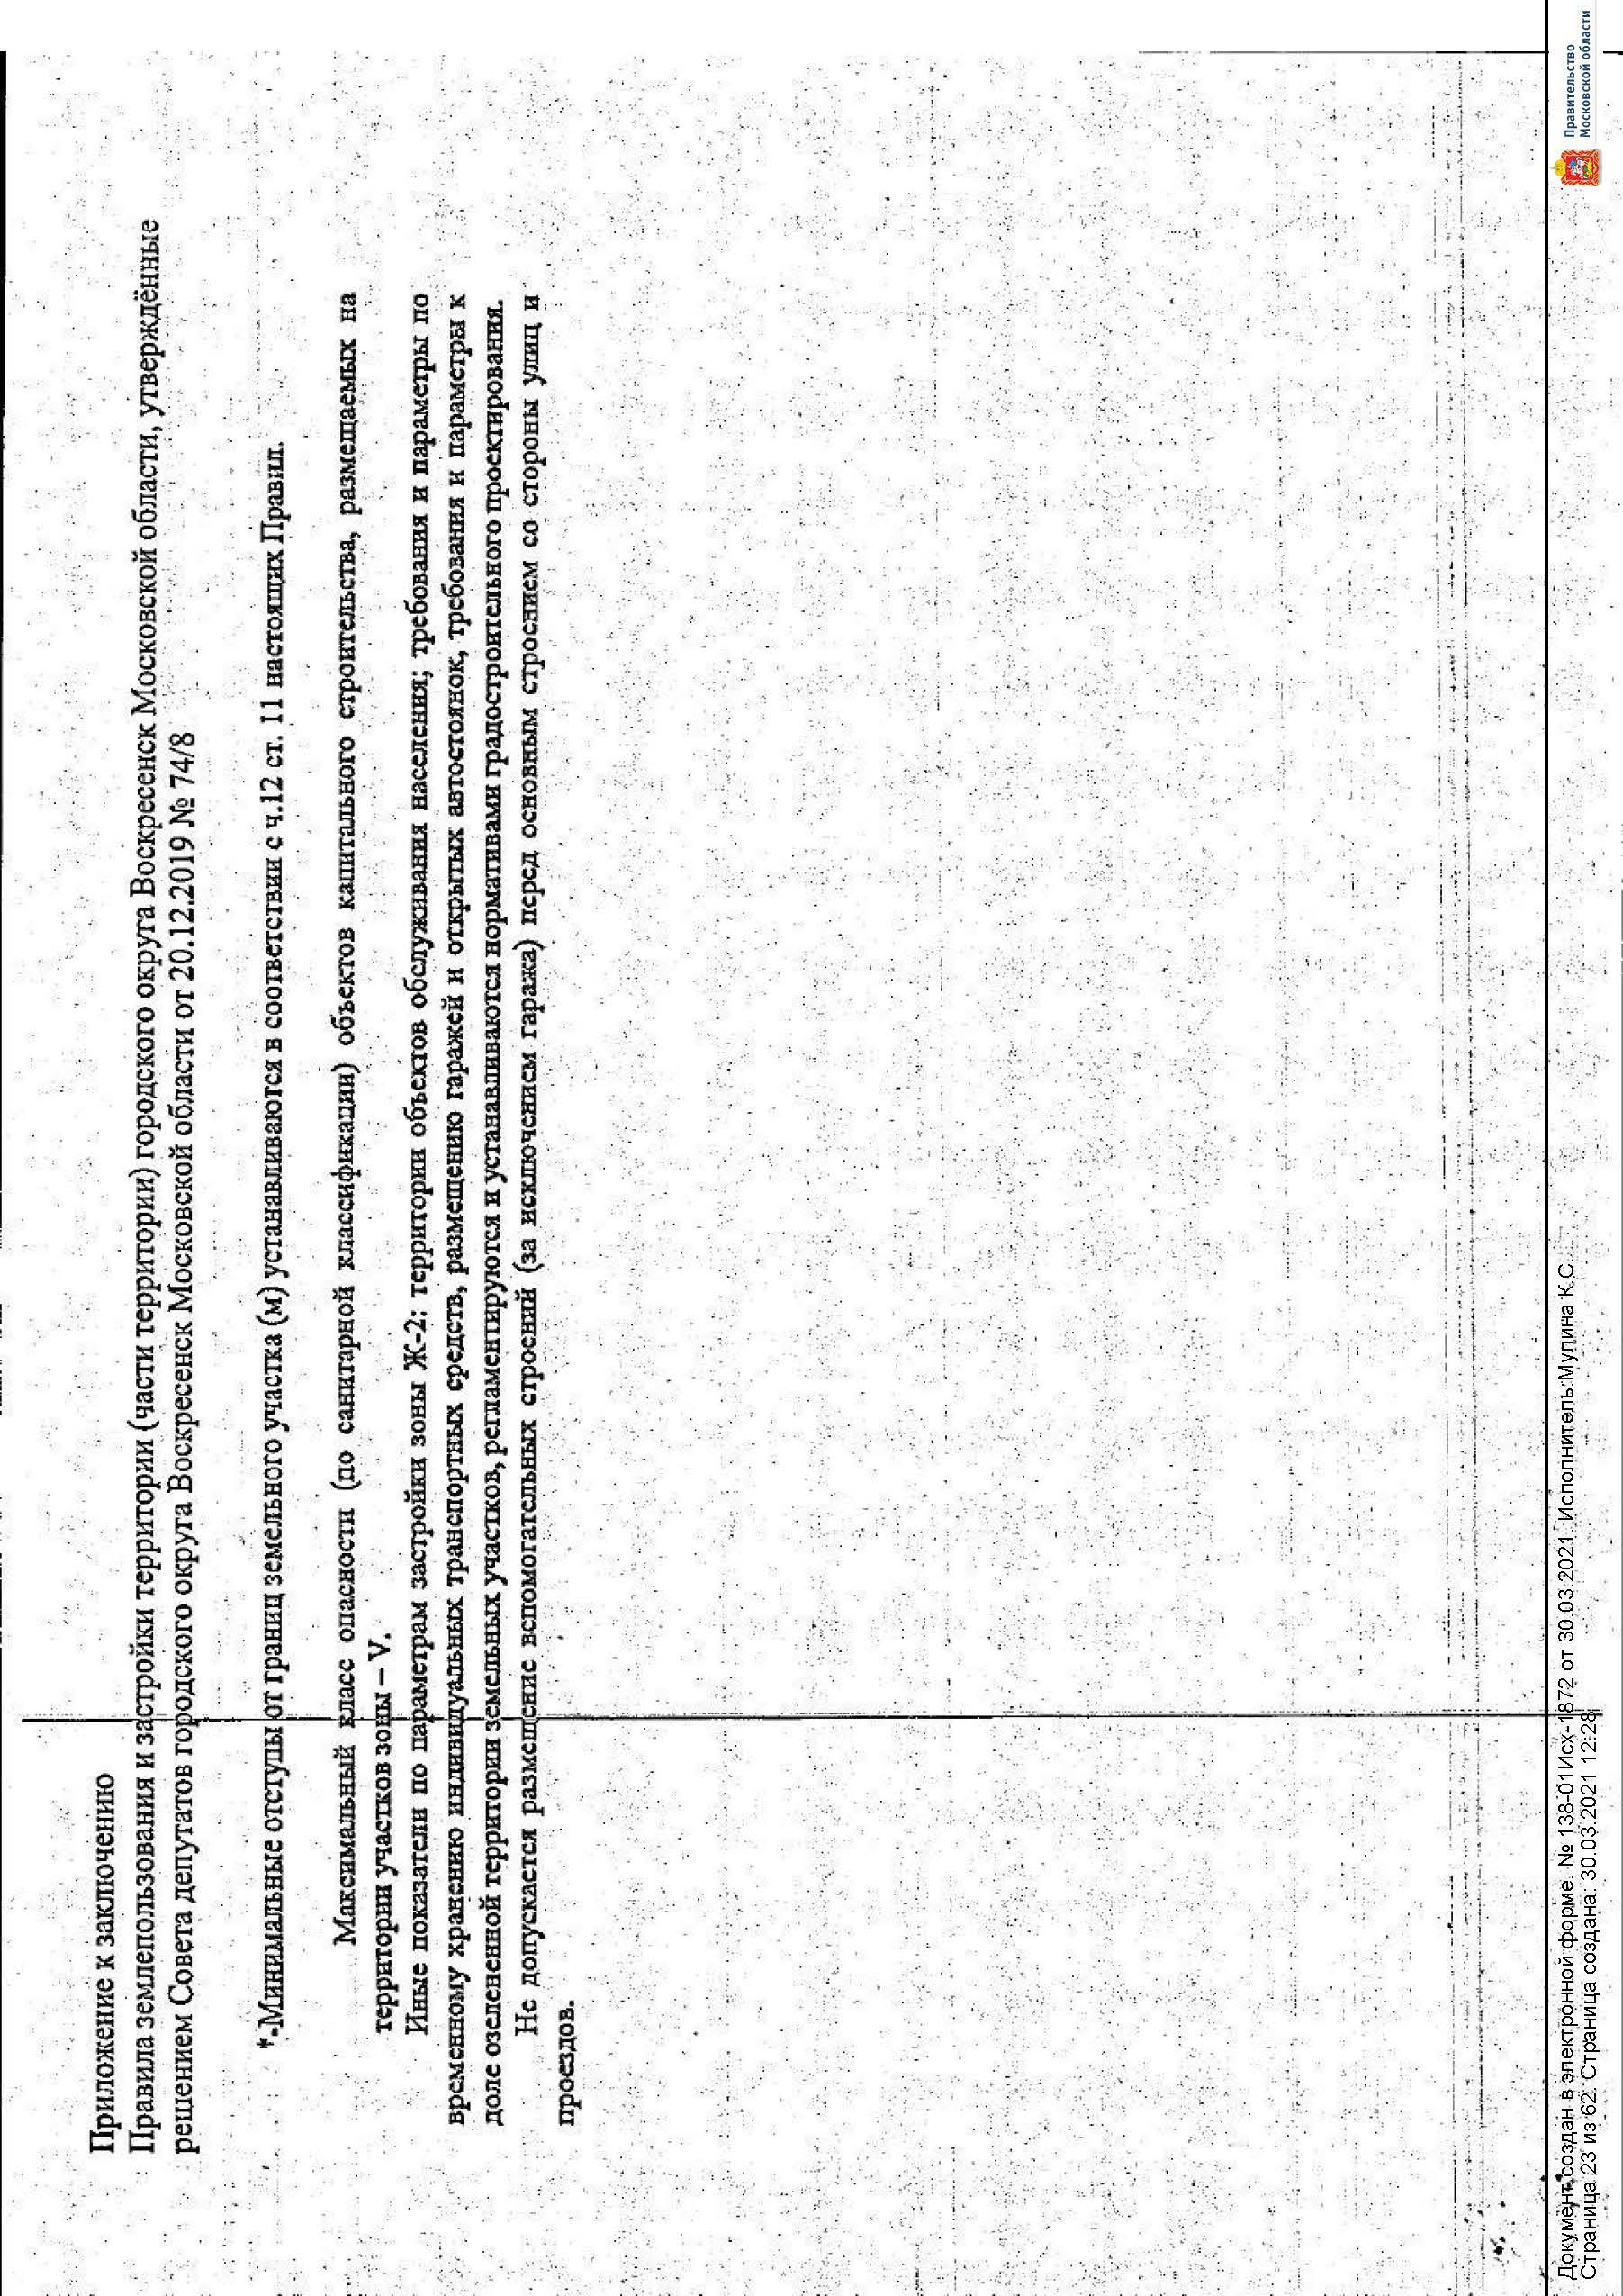 Приложение к заключению
Правила землепользования и застройки территории (части территории) городского округа Воскресенск Московской области, утверждённые
решением Совета депутатов городского округа Воскресенск Московской области от 20.12.2019 № 74/8
*-Минимальные отступы от границ земельного участка (м) устанавливаются в соответствии с ч.12 ст. 11 настоящих Правил.
Максимальный класс опасности (по санитарной классификации) объектов капитального строительства, размещаемых на
территории участков зоны – V.
Иные показатели по параметрам застройки зоны Ж-2: территории объектов обслуживания населения; требования и параметры по
временному хранению индивидуальных транспортных средств, размещению гаражей и открытых автостоянок, требования и параметры к
доле озелененной территории земельных участков, регламентируются и устанавливаются нормативами градостроительного проектирования.
Не допускается размещение вспомогательных строений (за исключением гаража) перед основным строением со стороны улиц и
проездов.
Документ создан в электронной форме. № 138-01Исх-1872 от 30.03.2021. Исполнитель:Мулина К.С.
Страница 23 из 62. Страница создана: 30.03.2021 12:28
Правительство
Московской области